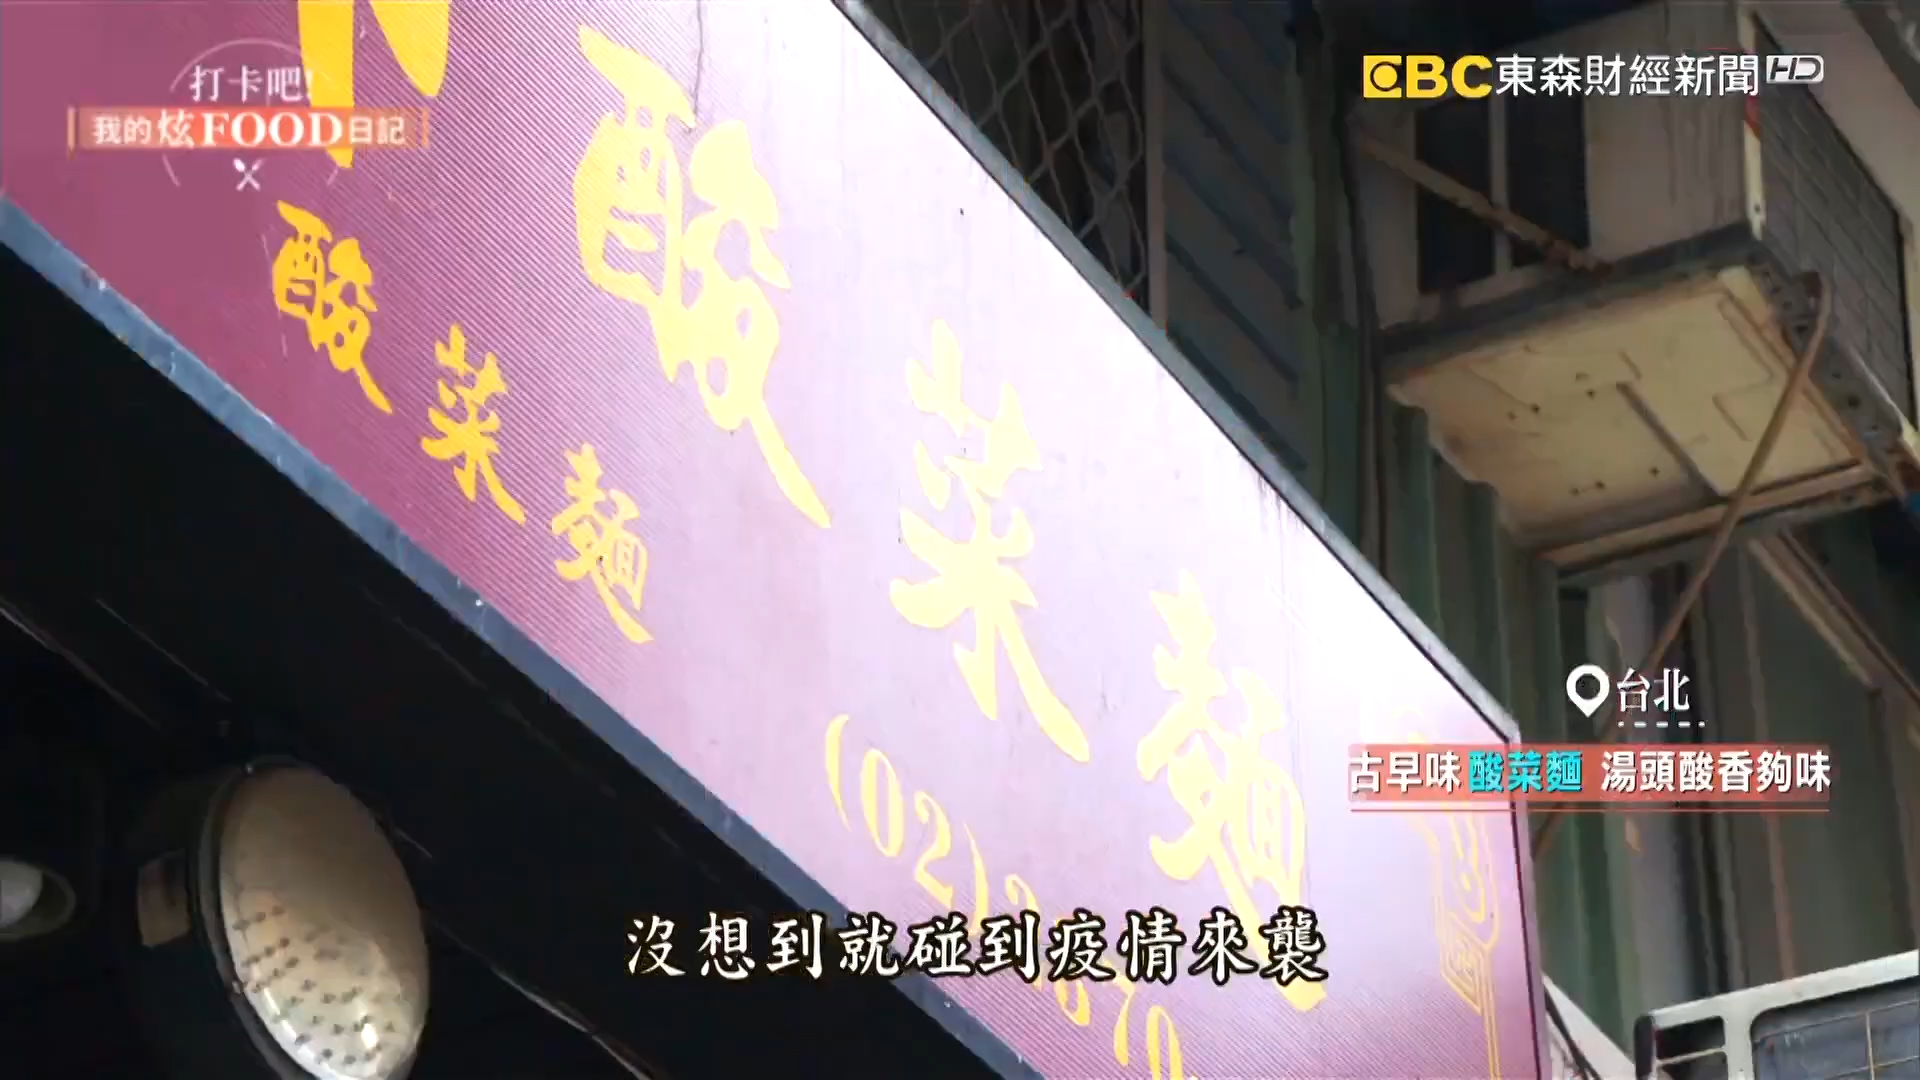 打卡吧!
我的炫FOOD日記
EBC東森財經新聞HD
酸菜麵
酸菜麵
(02)
台北
古早味酸菜麵 湯頭酸香夠味
沒想到就碰到疫情來襲